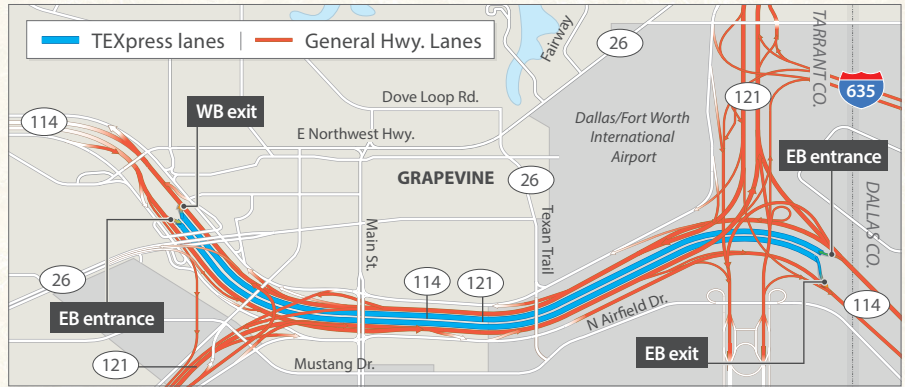 TEXpress lanes
General Hwy. Lanes
Fairway
26
TARRANT CO.
635
121
114
WB exit
Dove Loop Rd.
E Northwest Hwy.
Dallas/Fort Worth
International
Airport
EB entrance
GRAPEVINE
26
DALLAS CO.
Main St.
Texan Trail
26
114
121
EB entrance
N Airfield Dr.
114
EB exit
121
Mustang Dr.